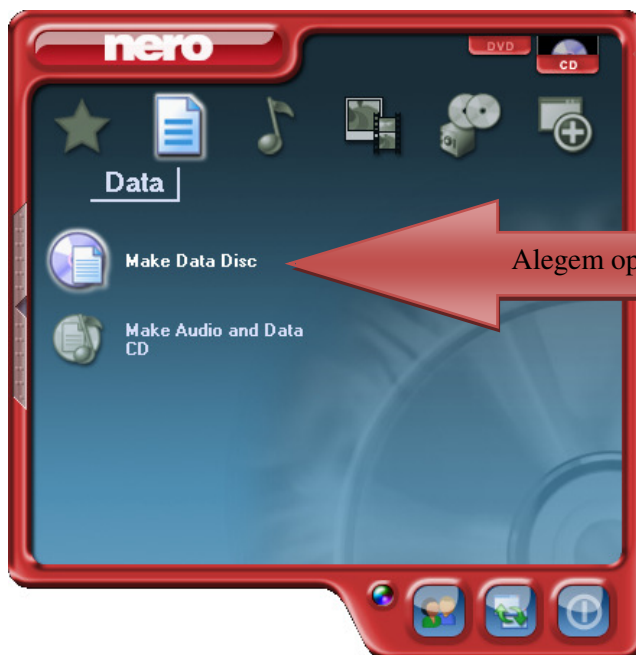 nero
DVD
CD
Data
Make Data Disc
Alegem op
Make Audio and Data
CD